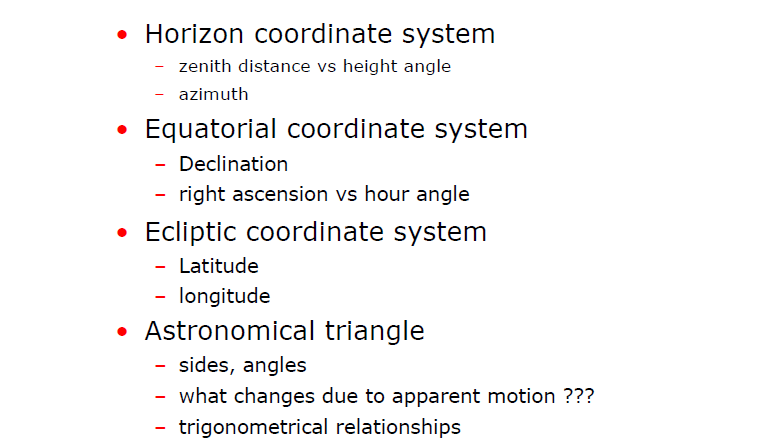 • Horizon coordinate system
– zenith distance vs height angle
– azimuth
• Equatorial coordinate system
– Declination
– right ascension vs hour angle
• Ecliptic coordinate system
– Latitude
– longitude
• Astronomical triangle
– sides, angles
– what changes due to apparent motion ???
– trigonometrical relationships